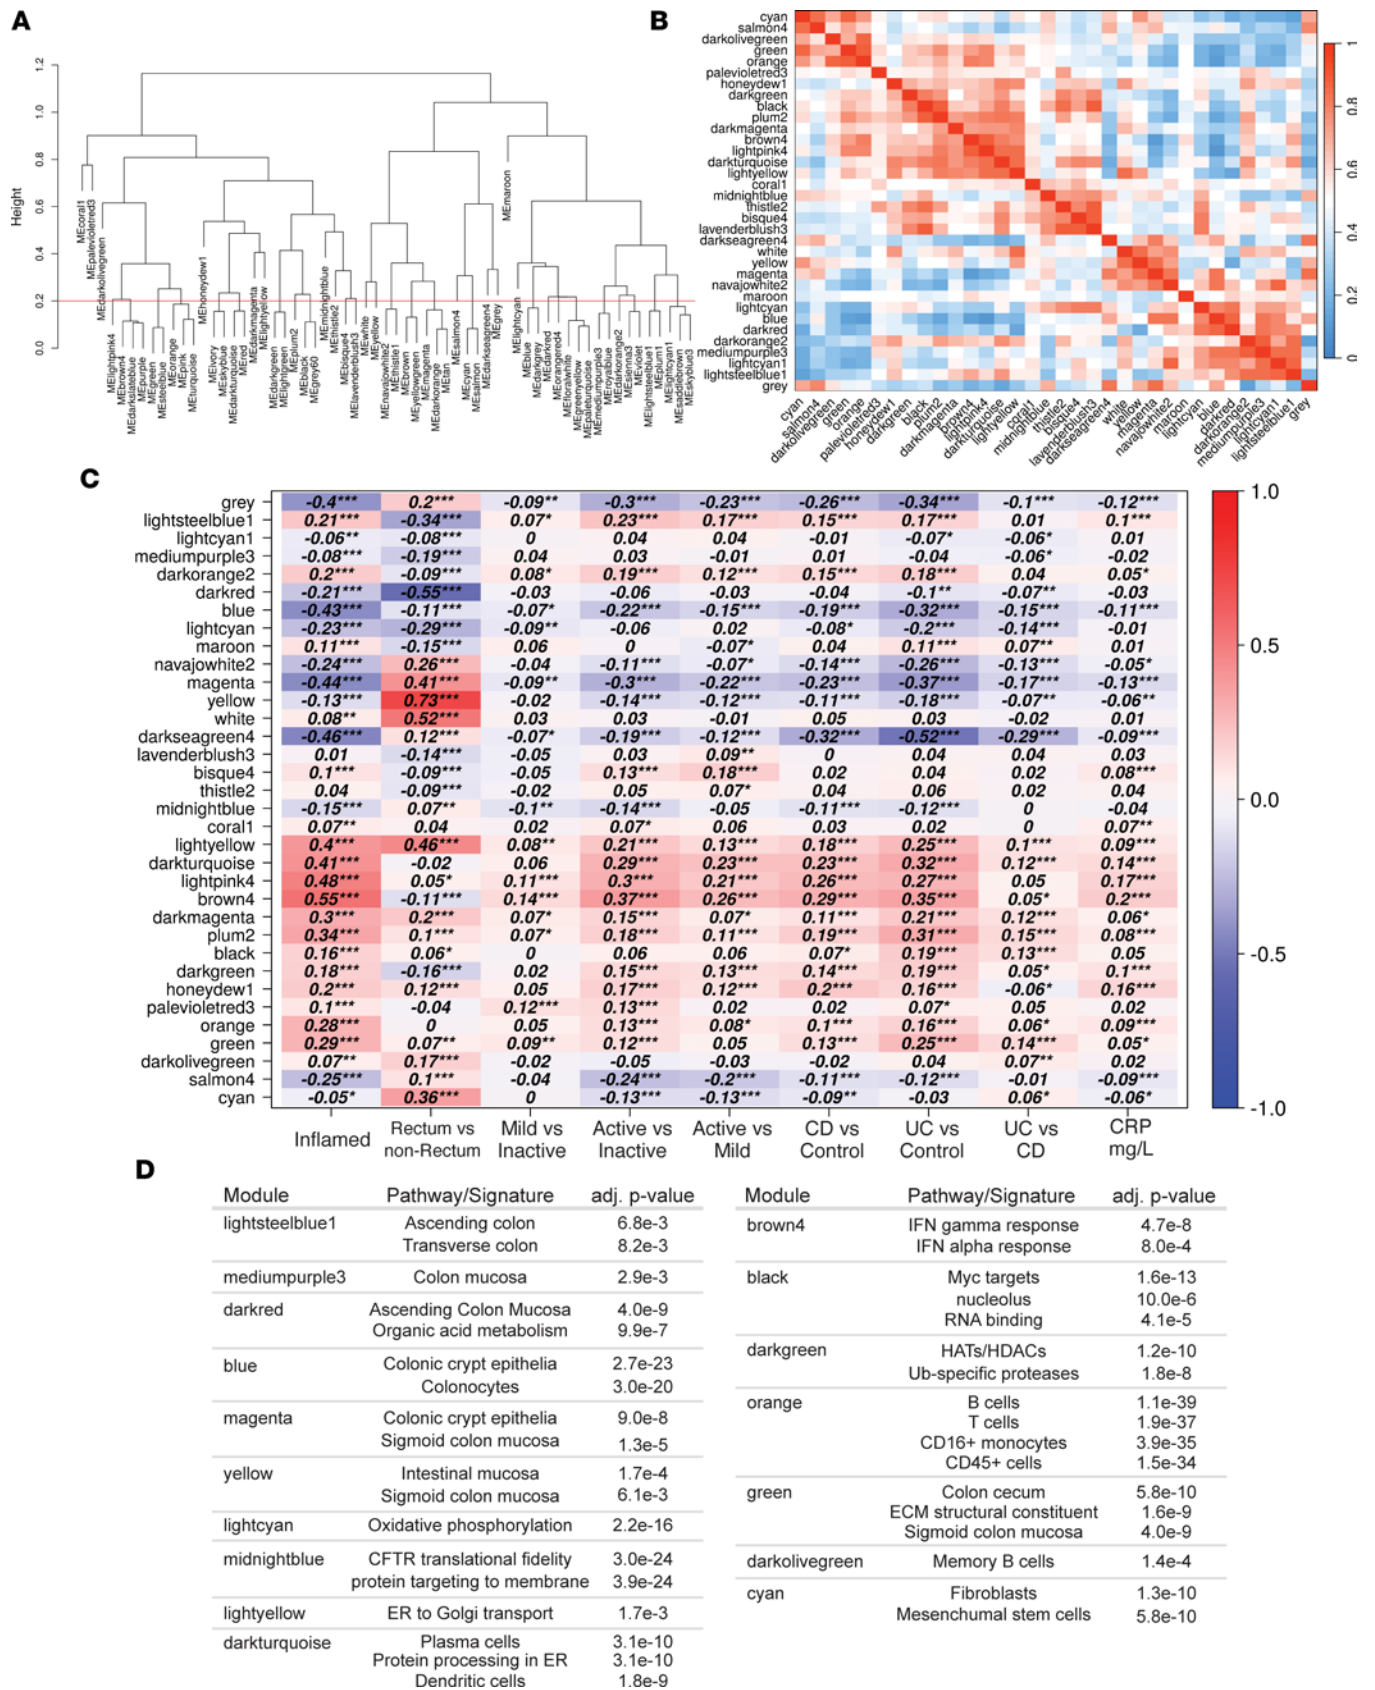 A
Height
1.2
1.0
0.8
0.6
0.4
0.2
0.0
MEcoral1
MEpalevioletred3
MEdarkolivegreen
MElightpink4
MEbrown4
MEdarkslateblue
MEpurple
MEgreen
MEsteelblue
MEorange
MEpink
MEturquoise
MEhoneydew1
MEivory
MEskyblue
MEdarkturquoise
MEred
MEdarkmagenta
MElightyellow
MEdarkgreen
MElightgreen
MEplum2
MEblack
MEgrey60
MEmidnightblue
MEthistle2
MEbisque4
MElavenderblush3
MEwhite
MEyellow
MEnavajowhite2
MEthistle1
MEbrown
MEyellowgreen
MEmagenta
MEdarkorange
MEtan
MEsalmon4
MEcyan
MEsalmon
MEdarkseagreen4
MEgrey
MEmaroon
MElightcyan
MEblue
MEdarkgrey
MEdarkred
MEorangered4
MEfloralwhite
MEgreenyellow
MEpaleturquoise
MEmediumpurple3
MEroyalblue
MEdarkorange2
MEsienna3
MEviolet
MElightsteelblue1
MEplum1
MElightcyan1
MEsaddlebrown
MEskyblue3
B
cyan
salmon4
darkolivegreen
green
orange
palevioletred3
honeydew1
darkgreen
black
plum2
darkmagenta
brown4
lightpink4
darkturquoise
lightyellow
coral1
midnightblue
thistle2
bisque4
lavenderblush3
darkseagreen4
white
yellow
magenta
navajowhite2
maroon
lightcyan
blue
darkred
darkorange2
mediumpurple3
lightcyan1
lightsteelblue1
grey
cyan
salmon4
darkolivegreen
green
orange
palevioletred3
honeydew1
darkgreen
black
plum2
darkmagenta
brown4
lightpink4
darkturquoise
lightyellow
coral1
midnightblue
thistle2
bisque4
lavenderblush3
darkseagreen4
white
yellow
magenta
navajowhite2
maroon
lightcyan
blue
darkred
darkorange2
mediumpurple3
lightcyan1
lightsteelblue1
grey
1
0.8
0.6
0.4
0.2
0
C
grey -0.4*** 0.2*** -0.09** -0.3*** -0.23*** -0.26*** -0.34*** -0.1*** -0.12***
lightsteelblue1 0.21*** -0.34*** 0.07* 0.23*** 0.17*** 0.15*** 0.17*** 0.01 0.1***
lightcyan1 -0.06** -0.08*** 0 0.04 0.04 -0.01 -0.07* -0.06* 0.01
mediumpurple3 -0.08*** -0.19*** 0.04 0.03 -0.01 0.01 -0.04 -0.06* -0.02
darkorange2 0.2*** -0.09*** 0.08* 0.19*** 0.12*** 0.15*** 0.18*** 0.04 0.05*
darkred -0.21*** -0.55*** -0.03 -0.06 -0.03 -0.04 -0.1** -0.07** -0.03
blue -0.43*** -0.11*** -0.07* -0.22*** -0.15*** -0.19*** -0.32*** -0.15*** -0.11***
lightcyan -0.23*** -0.29*** -0.09** -0.06 0.02 -0.08* -0.2*** -0.14*** -0.01
maroon 0.11*** -0.15*** 0.06 0 -0.07* 0.04 0.11*** 0.07** 0.01
navajowhite2 -0.24*** 0.26*** -0.04 -0.11*** -0.07* -0.14*** -0.26*** -0.13*** -0.05*
magenta -0.44*** 0.41*** -0.09** -0.3*** -0.22*** -0.23*** -0.37*** -0.17*** -0.13***
yellow -0.13*** 0.73*** -0.02 -0.14*** -0.12*** -0.11*** -0.18*** -0.07** -0.06**
white 0.08** 0.52*** 0.03 0.03 -0.01 0.05 0.03 -0.02 0.01
darkseagreen4 -0.46*** 0.12*** -0.07* -0.19*** -0.12*** -0.32*** -0.52*** -0.29*** -0.09***
lavenderblush3 0.01 -0.14*** -0.05 0.03 0.09** 0 0.04 0.04 0.03
bisque4 0.1*** -0.09*** -0.05 0.13*** 0.18*** 0.02 0.04 0.02 0.08***
thistle2 0.04 -0.09*** -0.02 0.05 0.07* 0.04 0.06 0.02 0.04
midnightblue -0.15*** 0.07** -0.1** -0.14*** -0.05 -0.11*** -0.12*** 0 -0.04
coral1 0.07** 0.04 0.02 0.07* 0.06 0.03 0.02 0 0.07**
lightyellow 0.4*** 0.46*** 0.08** 0.21*** 0.13*** 0.18*** 0.25*** 0.1*** 0.09***
darkturquoise 0.41*** -0.02 0.06 0.29*** 0.23*** 0.23*** 0.32*** 0.12*** 0.14***
lightpink4 0.48*** 0.05* 0.11*** 0.3*** 0.21*** 0.26*** 0.27*** 0.05 0.17***
brown4 0.55*** -0.11*** 0.14*** 0.37*** 0.26*** 0.29*** 0.35*** 0.05* 0.2***
darkmagenta 0.3*** 0.2*** 0.07* 0.15*** 0.07* 0.11*** 0.21*** 0.12*** 0.06*
plum2 0.34*** 0.1*** 0.07* 0.18*** 0.11*** 0.19*** 0.31*** 0.15*** 0.08***
black 0.16*** 0.06* 0 0.06 0.06 0.07* 0.19*** 0.13*** 0.05
darkgreen 0.18*** -0.16*** 0.02 0.15*** 0.13*** 0.14*** 0.19*** 0.05* 0.1***
honeydew1 0.2*** 0.12*** 0.05 0.17*** 0.12*** 0.2*** 0.16*** -0.06* 0.16***
palevioletred3 0.1*** -0.04 0.12*** 0.13*** 0.02 0.02 0.07* 0.05 0.02
orange 0.28*** 0 0.05 0.13*** 0.08* 0.1*** 0.16*** 0.06* 0.09***
green 0.29*** 0.07** 0.09** 0.12*** 0.05 0.13*** 0.25*** 0.14*** 0.05*
darkolivegreen 0.07** 0.17*** -0.02 -0.05 -0.03 -0.02 0.04 0.07** 0.02
salmon4 -0.25*** 0.1*** -0.04 -0.24*** -0.2*** -0.11*** -0.12*** -0.01 -0.09***
cyan -0.05* 0.36*** 0 -0.13*** -0.13*** -0.09** -0.03 0.06* -0.06*
Inflamed Rectum vs non-Rectum Mild vs Inactive Active vs Inactive Active vs Mild CD vs Control UC vs Control UC vs CD CRP mg/L
1.0
0.5
0.0
-0.5
-1.0
D
Module Pathway/Signature adj. p-value
lightsteelblue1 Ascending colon 6.8e-3
Transverse colon 8.2e-3
mediumpurple3 Colon mucosa 2.9e-3
darkred Ascending Colon Mucosa 4.0e-9
Organic acid metabolism 9.9e-7
blue Colonic crypt epithelia 2.7e-23
Colonocytes 3.0e-20
magenta Colonic crypt epithelia 9.0e-8
Sigmoid colon mucosa 1.3e-5
yellow Intestinal mucosa 1.7e-4
Sigmoid colon mucosa 6.1e-3
lightcyan Oxidative phosphorylation 2.2e-16
midnightblue CFTR translational fidelity 3.0e-24
protein targeting to membrane 3.9e-24
lightyellow ER to Golgi transport 1.7e-3
darkturquoise Plasma cells 3.1e-10
Protein processing in ER 3.1e-10
Dendritic cells 1.8e-9
Module Pathway/Signature adj. p-value
brown4 IFN gamma response 4.7e-8
IFN alpha response 8.0e-4
black Myc targets 1.6e-13
nucleolus 10.0e-6
RNA binding 4.1e-5
darkgreen HATs/HDACs 1.2e-10
Ub-specific proteases 1.8e-8
orange B cells 1.1e-39
T cells 1.9e-37
CD16+ monocytes 3.9e-35
CD45+ cells 1.5e-34
green Colon cecum 5.8e-10
ECM structural constituent 1.6e-9
Sigmoid colon mucosa 4.0e-9
darkolivegreen Memory B cells 1.4e-4
cyan Fibroblasts 1.3e-10
Mesenchumal stem cells 5.8e-10